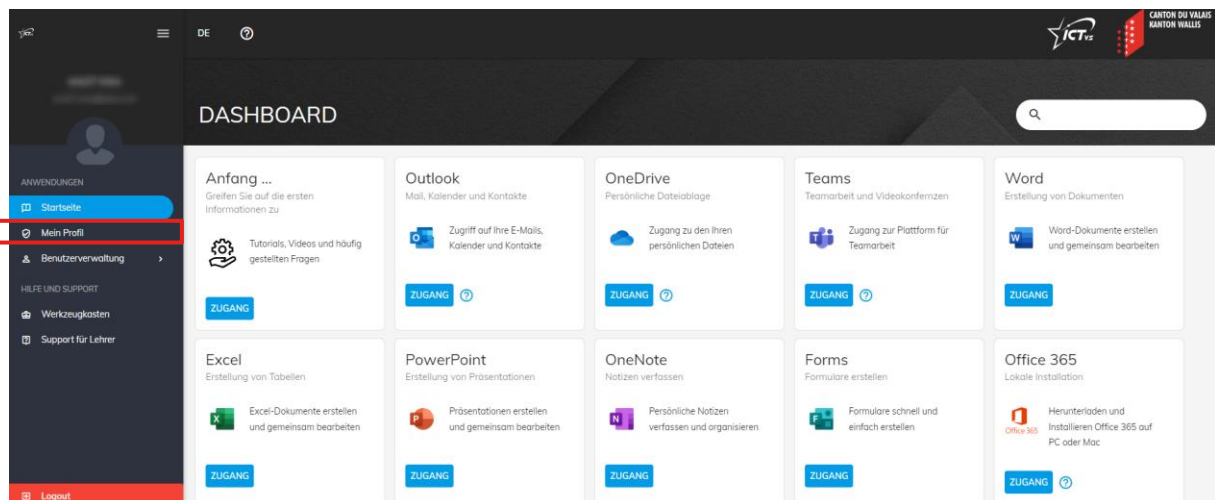 DE
ICT.VS
CANTON DU VALAIS
KANTON WALLIS
DASHBOARD
ANWENDUNGEN
Startseite
Mein Profil
Benutzerverwaltung
HILFE UND SUPPORT
Werkzeugkasten
Support für Lehrer
Logout
Anfang ...
Greifen Sie auf die ersten
Informationen zu
Tutorials, Videos und häufig
gestellten Fragen
ZUGANG
Outlook
Mail, Kalender und Kontakte
Zugriff auf Ihre E-Mails,
Kalender und Kontakte
ZUGANG
OneDrive
Persönliche Dateiablage
Zugang zu den Ihren
persönlichen Dateien
ZUGANG
Teams
Teamarbeit und Videokonfernzen
Zugang zur Plattform für
Teamarbeit
ZUGANG
Word
Erstellung von Dokumenten
Word-Dokumente erstellen
und gemeinsam bearbeiten
ZUGANG
Excel
Erstellung von Tabellen
Excel-Dokumente erstellen
und gemeinsam bearbeiten
ZUGANG
PowerPoint
Erstellung von Präsentationen
Präsentationen erstellen
und gemeinsam bearbeiten
ZUGANG
OneNote
Notizen verfassen
Persönliche Notizen
verfassen und organisieren
ZUGANG
Forms
Formulare erstellen
Formulare schnell und
einfach erstellen
ZUGANG
Office 365
Lokale Installation
Office 365
Herunterladen und
Installieren Office 365 auf
PC oder Mac
ZUGANG